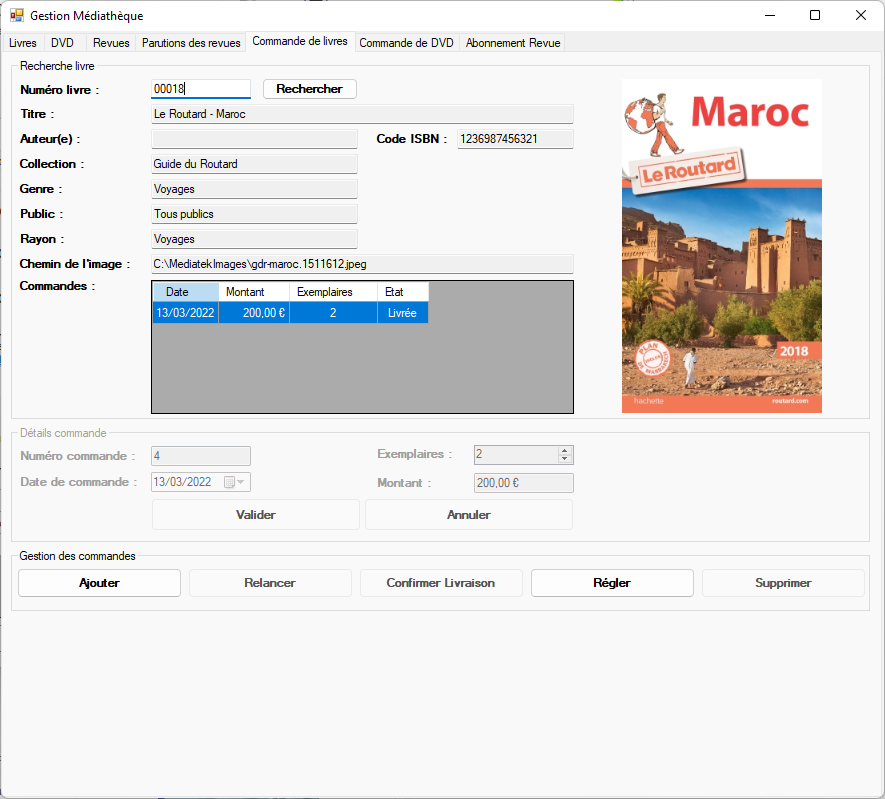 Gestion Médiathèque
Livres DVD Revues Parutions des revues Commande de livres Commande de DVD Abonnement Revue
Recherche livre
Numéro livre : 00018 Rechercher
Titre : Le Routard - Maroc
Auteur(e) : Code ISBN : 1236987456321
Collection : Guide du Routard
Genre : Voyages
Public : Tous publics
Rayon : Voyages
Chemin de l'image : C:\MediatekImages\gdr-maroc.1511612.jpeg
Commandes :
Date Montant Exemplaires Etat
13/03/2022 200,00 € 2 Livrée
Maroc
Le Routard
2018
PLAN
INCLUS
DE MARRAKECH
hachette
routard.com
Détails commande
Numéro commande : 4 Exemplaires : 2
Date de commande : 13/03/2022 Montant : 200,00 €
Valider Annuler
Gestion des commandes
Ajouter Relancer Confirmer Livraison Régler Supprimer